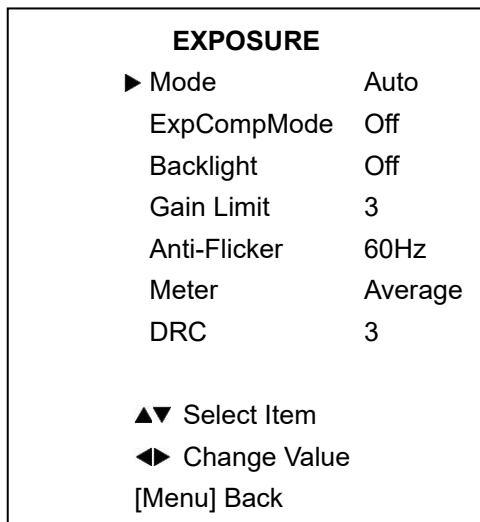 EXPOSURE
▶ Mode Auto
ExpCompMode Off
Backlight Off
Gain Limit 3
Anti-Flicker 60Hz
Meter Average
DRC 3
▲▼ Select Item
◀▶ Change Value
[Menu] Back